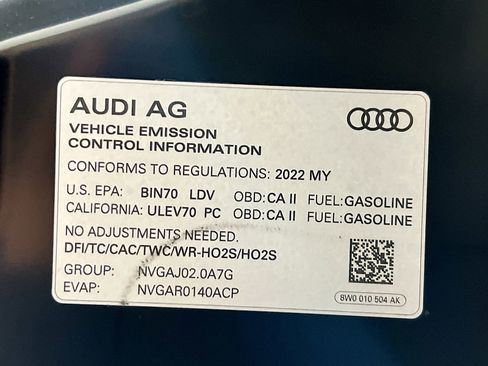 AUDI AG
VEHICLE EMISSION
CONTROL INFORMATION
CONFORMS TO REGULATIONS: 2022 MY
U.S. EPA: BIN70 LDV OBD: CA II FUEL: GASOLINE
CALIFORNIA: ULEV70 PC OBD: CA II FUEL: GASOLINE
NO ADJUSTMENTS NEEDED.
DFI/TC/CAC/TWC/WR-HO2S/HO2S
GROUP: NVGAJ02.0A7G
EVAP: NVGAR0140ACP
8W0 010 504 AK